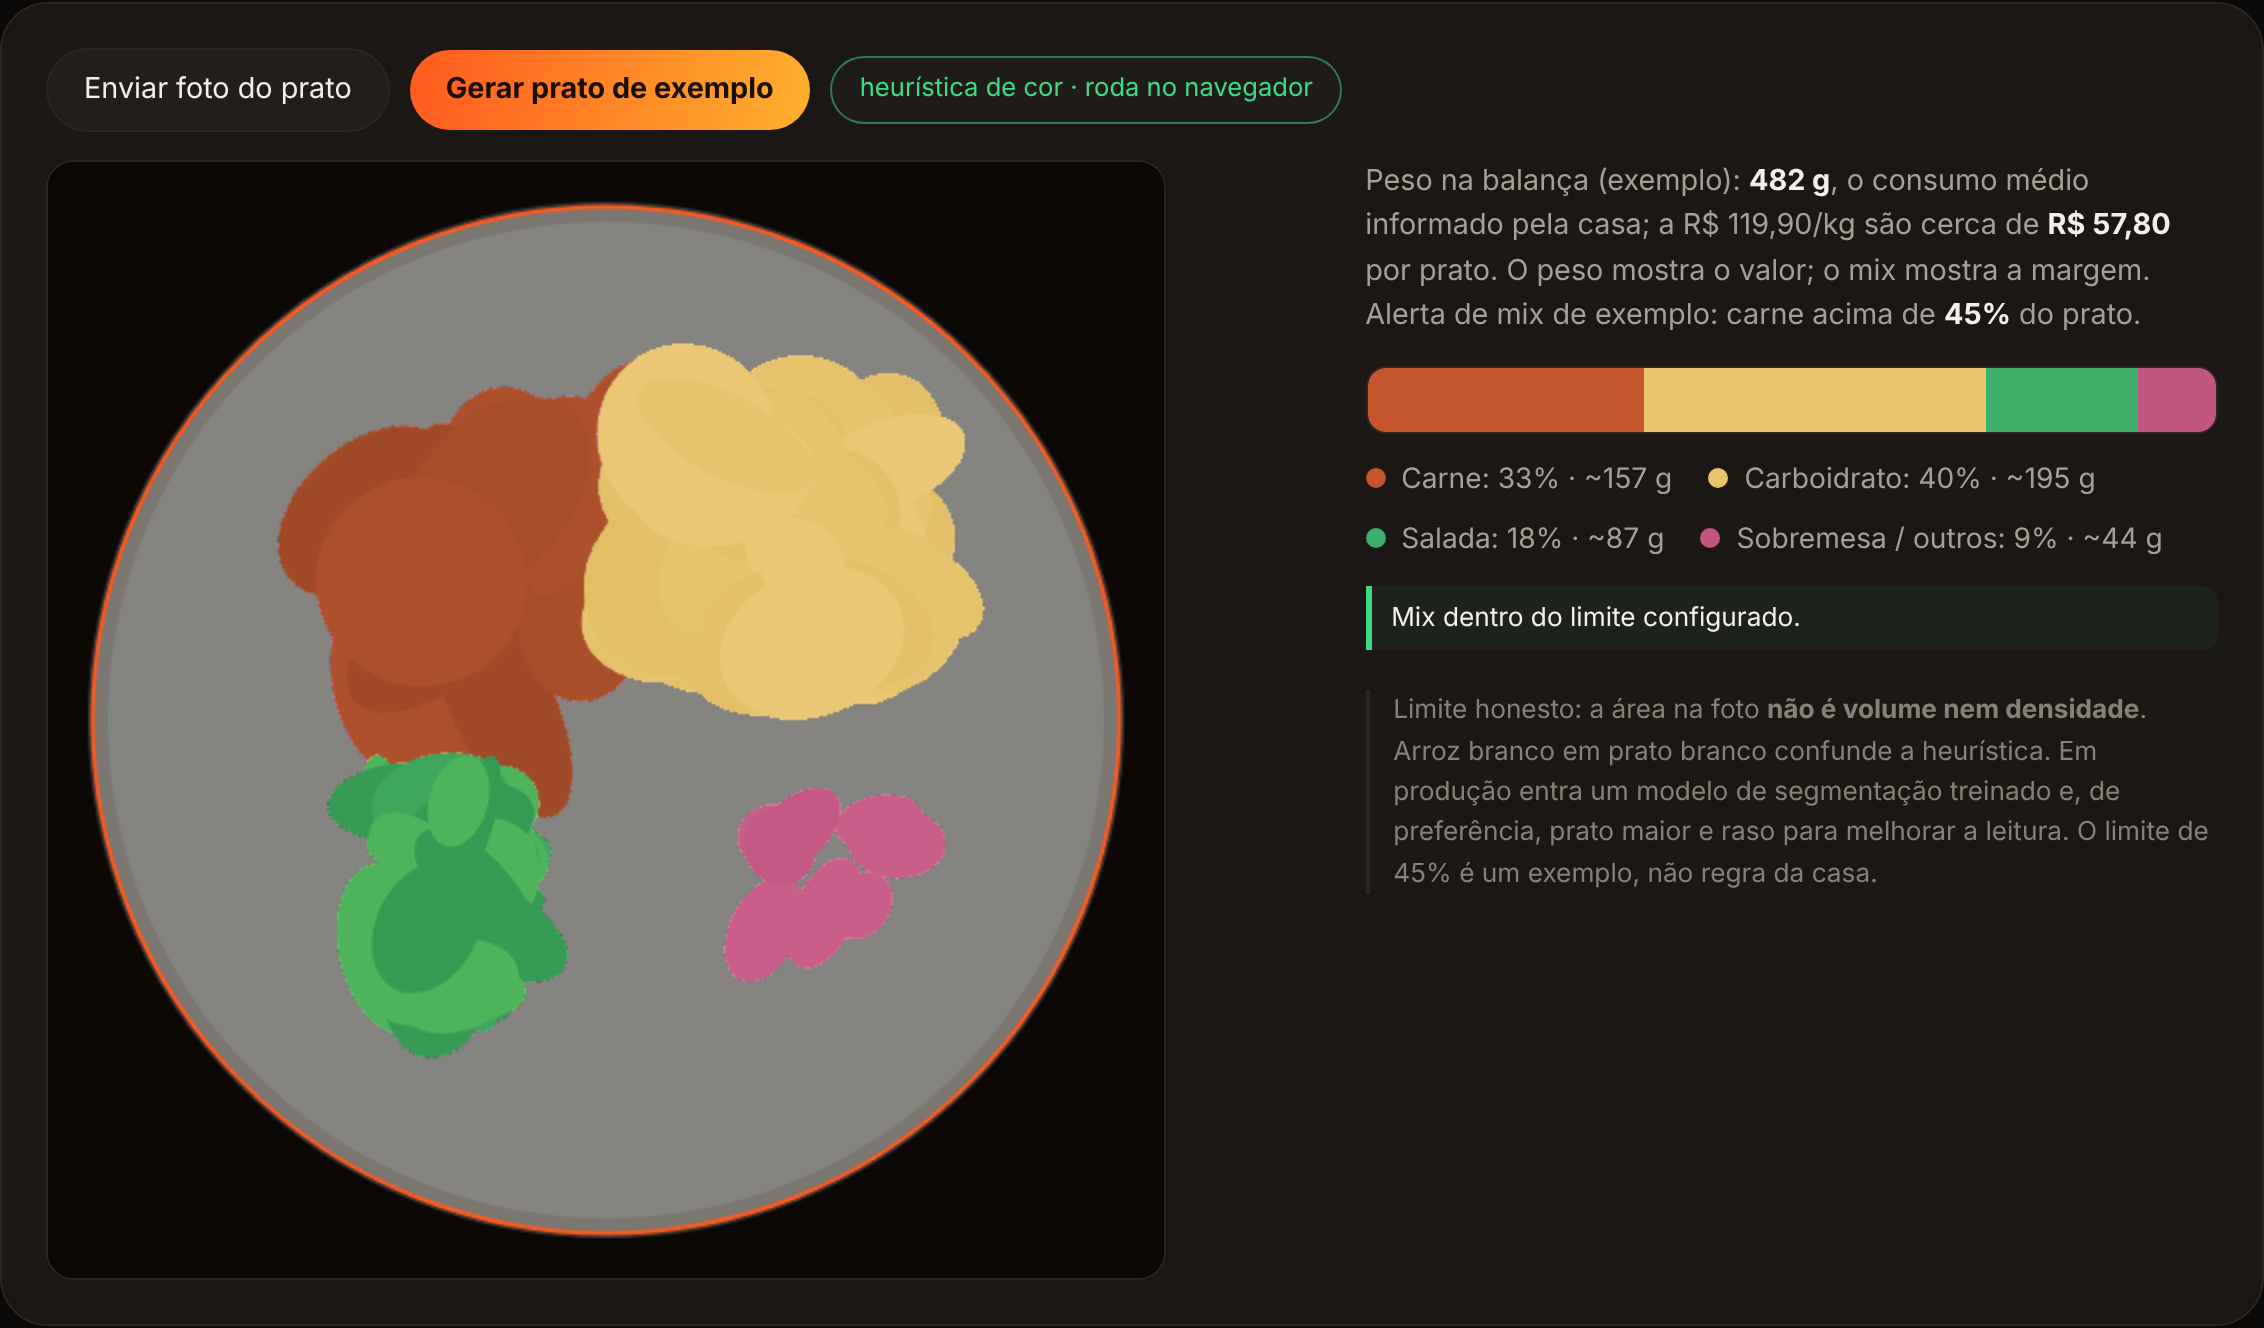 Enviar foto do prato
Gerar prato de exemplo
heurística de cor · roda no navegador
Peso na balança (exemplo): 482 g, o consumo médio
informado pela casa; a R$ 119,90/kg são cerca de R$ 57,80
por prato. O peso mostra o valor; o mix mostra a margem.
Alerta de mix de exemplo: carne acima de 45% do prato.
Carne: 33% · ~157 g
Carboidrato: 40% · ~195 g
Salada: 18% · ~87 g
Sobremesa / outros: 9% · ~44 g
Mix dentro do limite configurado.
Limite honesto: a área na foto não é volume nem densidade.
Arroz branco em prato branco confunde a heurística. Em
produção entra um modelo de segmentação treinado e, de
preferência, prato maior e raso para melhorar a leitura. O limite de
45% é um exemplo, não regra da casa.